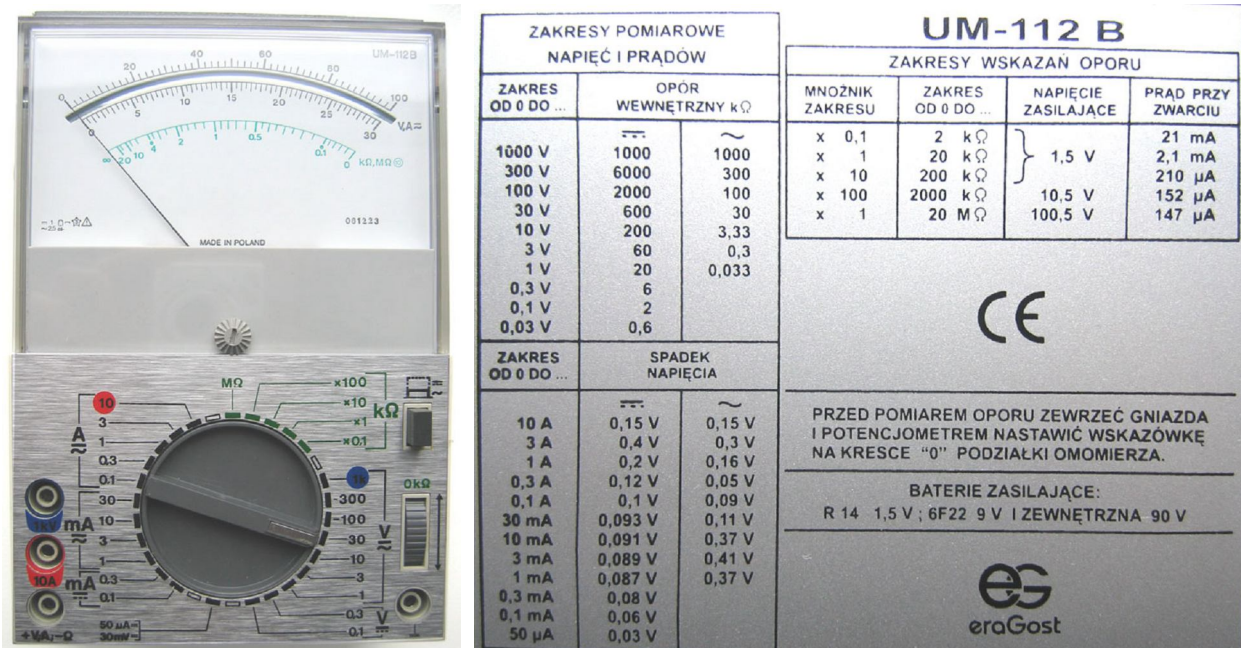 20 40 60 80
UM-112B
0 100
0 5 10 15 20 25 30 V,A
∞ 20 10 4 2 1 0.5 0.1 0 kΩ,MΩ
001223
MADE IN POLAND
MΩ
×100
×10
×1
×0.1
kΩ
10
3
1
0.3
0.1
A
30
10
3
1
mA
0.3
0.1
mA
50 µA
30mV
1k
300
100
30
10
3
1
V
0.3
0.1
V
0kΩ
1kV
10A
+V,A,-Ω
ZAKRESY POMIAROWE
NAPIĘĆ I PRĄDÓW
ZAKRES OPÓR
OD 0 DO ... WEWNĘTRZNY kΩ
1000 V 1000 1000
300 V 6000 300
100 V 2000 100
30 V 600 30
10 V 200 3,33
3 V 60 0,3
1 V 20 0,033
0,3 V 6
0,1 V 2
0,03 V 0,6
ZAKRES SPADEK
OD 0 DO ... NAPIĘCIA
10 A 0,15 V 0,15 V
3 A 0,4 V 0,3 V
1 A 0,2 V 0,16 V
0,3 A 0,12 V 0,05 V
0,1 A 0,1 V 0,09 V
30 mA 0,093 V 0,11 V
10 mA 0,091 V 0,37 V
3 mA 0,089 V 0,41 V
1 mA 0,087 V 0,37 V
0,3 mA 0,08 V
0,1 mA 0,06 V
50 µA 0,03 V
UM-112 B
ZAKRESY WSKAZAŃ OPORU
MNOŻNIK ZAKRES NAPIĘCIE PRĄD PRZY
ZAKRESU OD 0 DO ... ZASILAJĄCE ZWARCIU
x 0,1 2 kΩ 21 mA
x 1 20 kΩ 1,5 V 2,1 mA
x 10 200 kΩ 210 µA
x 100 2000 kΩ 10,5 V 152 µA
x 1 20 MΩ 100,5 V 147 µA
CE
PRZED POMIAREM OPORU ZEWRZEĆ GNIAZDA
I POTENCJOMETREM NASTAWIĆ WSKAZÓWKĘ
NA KRESCE "0" PODZIAŁKI OMOMIERZA.
BATERIE ZASILAJĄCE:
R 14 1,5 V ; 6F22 9 V I ZEWNĘTRZNA 90 V
eG
eraGost